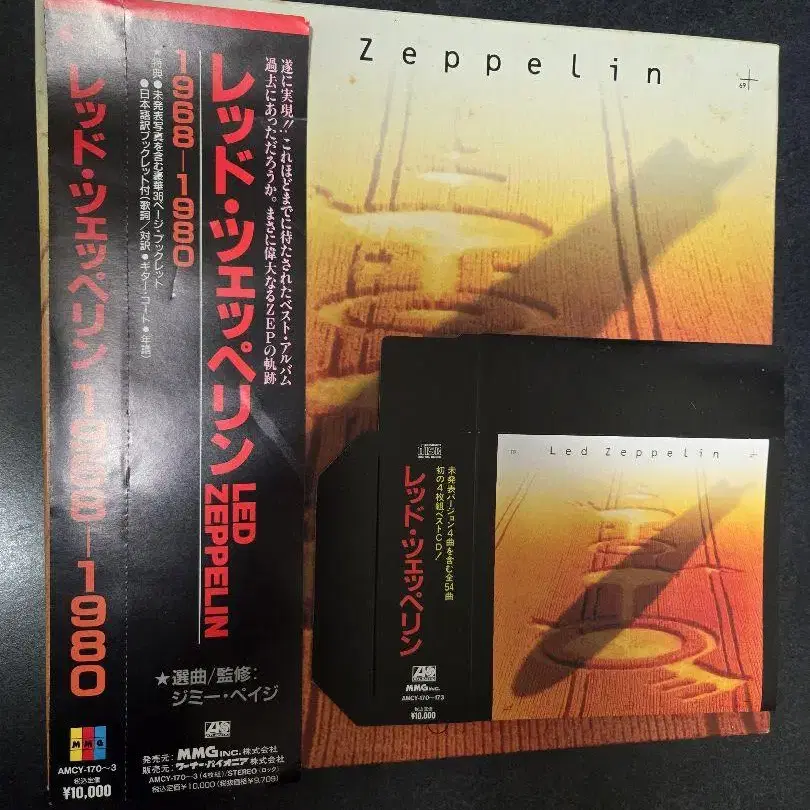 Zeppelin
69
レッド・ツェッペリン 1968—1980
MMG
AMCY-170〜3
税込定価
¥10,000
遂に実現!! これほどまでに待たされたベスト・アルバム
過去にあっただろうか。まさに偉大なるZEPの軌跡
レッド・ツェッペリン LED ZEPPELIN
1968—1980
特典●未発表写真を含む豪華36ページ・ブックレット
●日本語訳ブックレット付(歌詞/対訳●ギター・コード●年譜)
★選曲/監修:
ジミー・ペイジ
発売元: MMG INC. 株式会社
販売元: ワーナー・パイオニア 株式会社
AMCY-170〜3 (4枚組)/STEREO (ロック)
税込定価¥10,000 (税抜価格¥9,709)
未発表バージョン4曲を含む全54曲
初の4枚組ベストCD!
レッド・ツェッペリン
MMG INC.
AMCY-170〜173
税込定価
¥10,000
Led Zeppelin